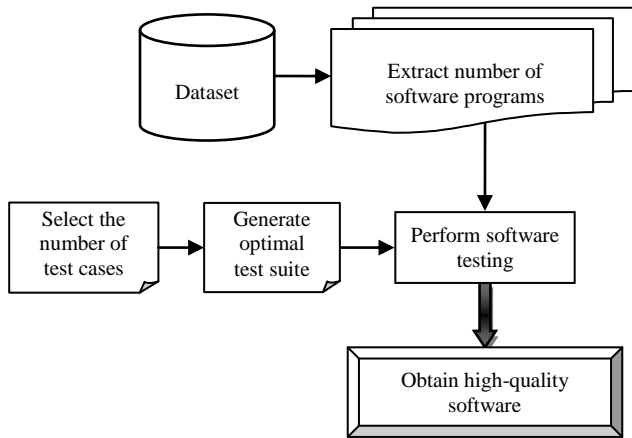 Dataset
Extract number of
software programs
Select the
number of
test cases
Generate
optimal
test suite
Perform software
testing
Obtain high-quality
software